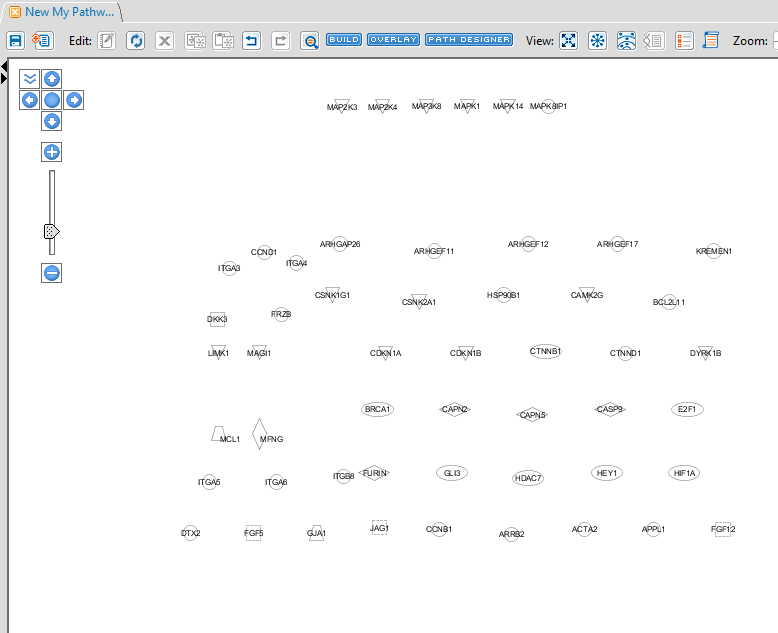 New My Pathw...
Edit: BUILD OVERLAY PATH DESIGNER View: Zoom:
MAP2K3 MAP2K4 MAP3K8 MAPK1 MAPK14 MAPK8IP1
CCND1 ARHGAP26 ARHGEF11 ARHGEF12 ARHGEF17 KREMEN1
ITGA3 ITGA4
CSNK1G1 CSNK2A1 HSP90B1 CAMK2G BCL2L11
DKK3 FRZB
LIMK1 MAGI1 CDKN1A CDKN1B CTNNB1 CTNND1 DYRK1B
BRCA1 CAPN2 CAPN5 CASP9 E2F1
MCL1 MFNG
ITGA5 ITGA6 ITGB8 FURIN GLI3 HDAC7 HEY1 HIF1A
DTX2 FGF5 GJA1 JAG1 CCNB1 ARRB2 ACTA2 APPL1 FGF12